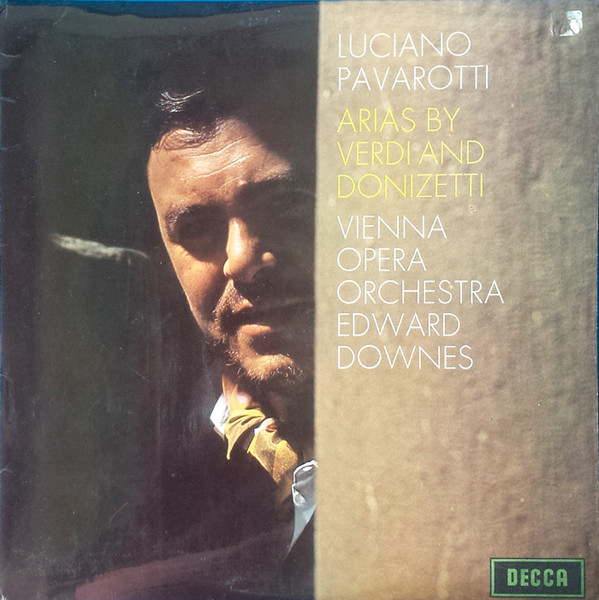 LUCIANO
PAVAROTTI
ARIAS BY
VERDI AND
DONIZETTI
VIENNA
OPERA
ORCHESTRA
EDWARD
DOWNES
DECCA